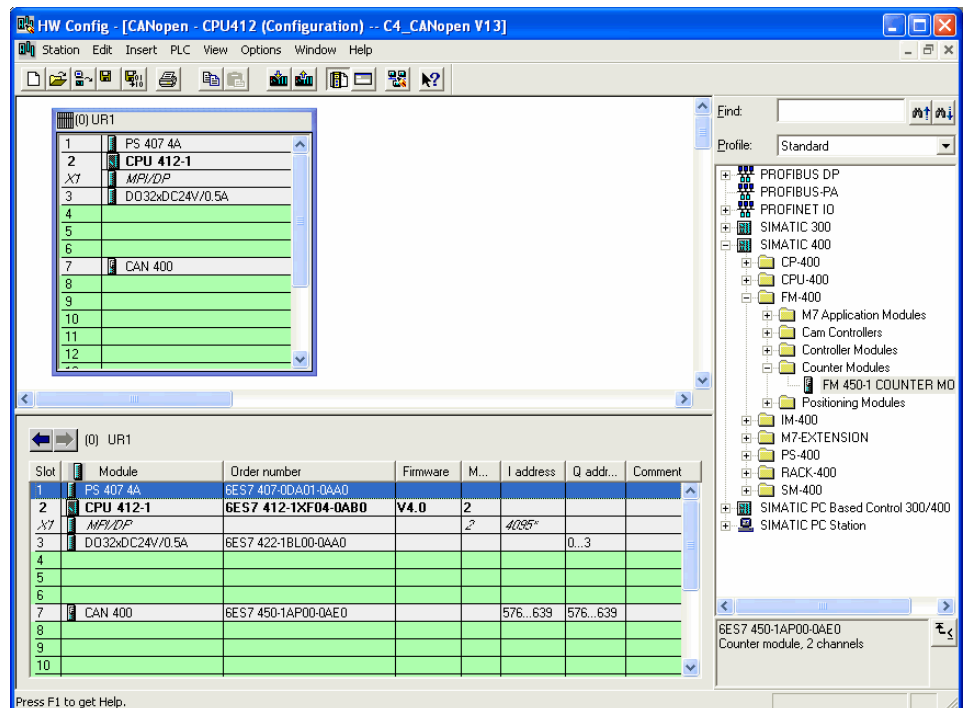 HW Config - [CANopen - CPU412 (Configuration) -- C4_CANopen V13]
Station Edit Insert PLC View Options Window Help
(0) UR1
1 PS 407 4A
2 CPU 412-1
X1 MPI/DP
3 DO32xDC24V/0.5A
4
5
6
7 CAN 400
8
9
10
11
12
Find:
Profile: Standard
PROFIBUS DP
PROFIBUS-PA
PROFINET IO
SIMATIC 300
SIMATIC 400
CP-400
CPU-400
FM-400
M7 Application Modules
Cam Controllers
Controller Modules
Counter Modules
FM 450-1 COUNTER MO
Positioning Modules
IM-400
M7-EXTENSION
PS-400
RACK-400
SM-400
SIMATIC PC Based Control 300/400
SIMATIC PC Station
(0) UR1
Slot Module Order number Firmware M... I address Q addr... Comment
1 PS 407 4A 6ES7 407-0DA01-0AA0
2 CPU 412-1 6ES7 412-1XF04-0AB0 V4.0 2
X1 MPI/DP 2 4095*
3 DO32xDC24V/0.5A 6ES7 422-1BL00-0AA0 0...3
4
5
6
7 CAN 400 6ES7 450-1AP00-0AE0 576...639 576...639
8
9
10
6ES7 450-1AP00-0AE0
Counter module, 2 channels
Press F1 to get Help.